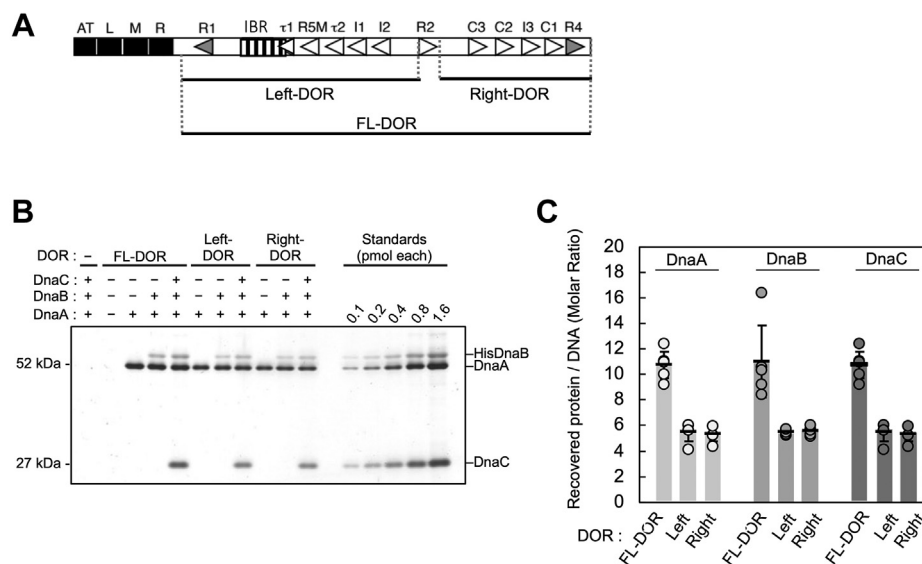 A
AT L M R R1 IBR τ1 R5M τ2 I1 I2 R2 C3 C2 I3 C1 R4
Left-DOR Right-DOR
FL-DOR
B
DOR : – FL-DOR Left-DOR Right-DOR Standards (pmol each)
DnaC : + – – – + – – + – – +
DnaB : + – – + + – + + – + +
DnaA : + – + + + + + + + + + 0.1 0.2 0.4 0.8 1.6
52 kDa - HisDnaB
DnaA
27 kDa - DnaC
C
Recovered protein / DNA (Molar Ratio)
20
18
16
14
12
10
8
6
4
2
0
DnaA DnaB DnaC
DOR : FL-DOR Left Right FL-DOR Left Right FL-DOR Left Right